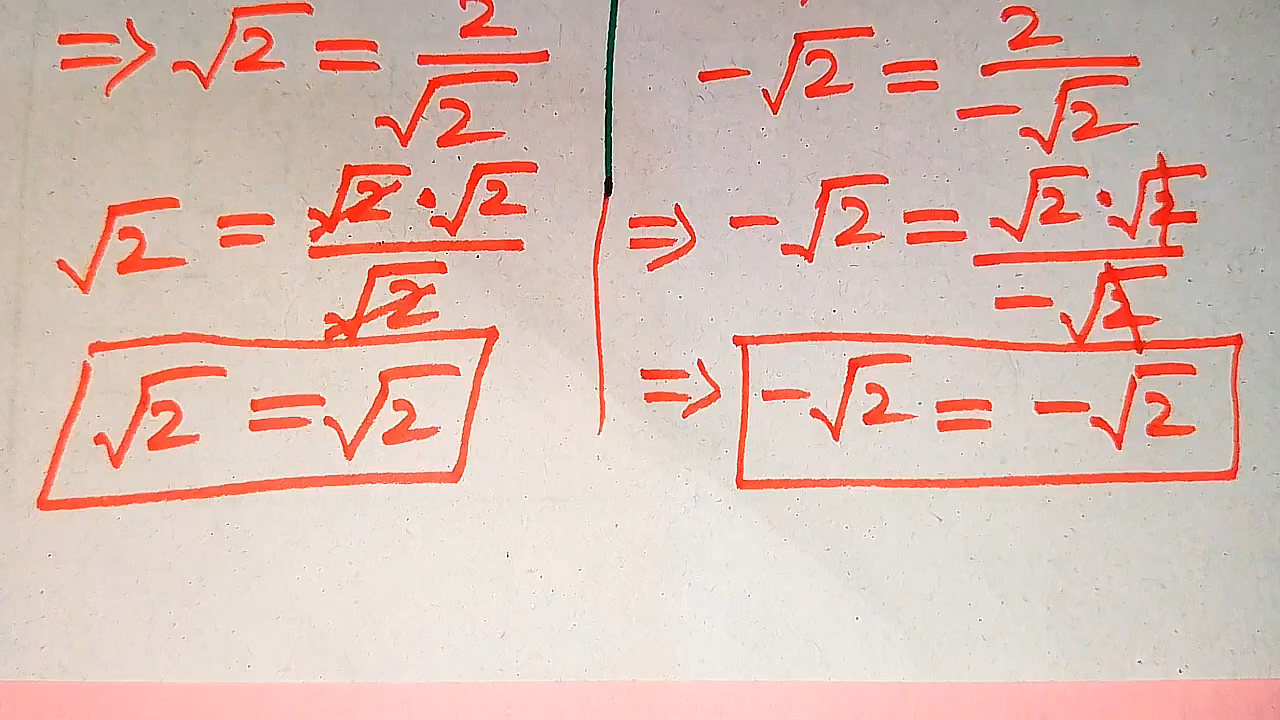 ⇒ √2 = 2/√2
√2 = √2·√2/√2
√2 = √2
-√2 = 2/-√2
⇒ -√2 = √2·√2/-√2
⇒ -√2 = -√2